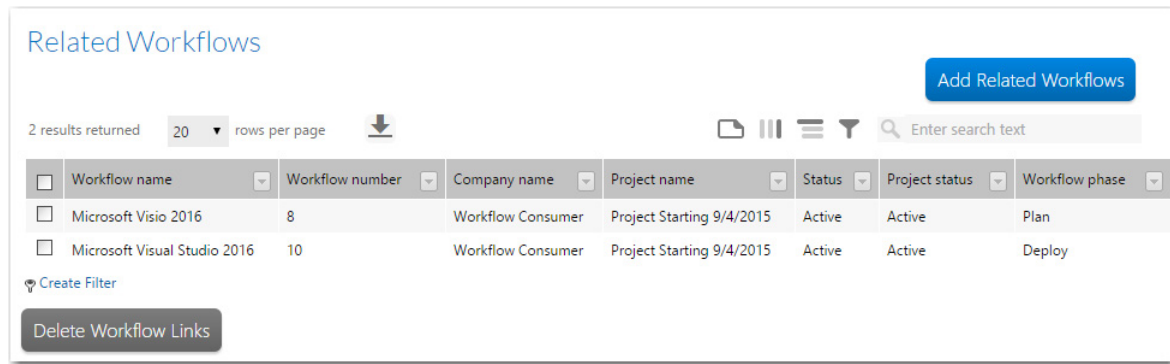 Related Workflows
Add Related Workflows
2 results returned 20 rows per page Enter search text
Workflow name Workflow number Company name Project name Status Project status Workflow phase
Microsoft Visio 2016 8 Workflow Consumer Project Starting 9/4/2015 Active Active Plan
Microsoft Visual Studio 2016 10 Workflow Consumer Project Starting 9/4/2015 Active Active Deploy
Create Filter
Delete Workflow Links